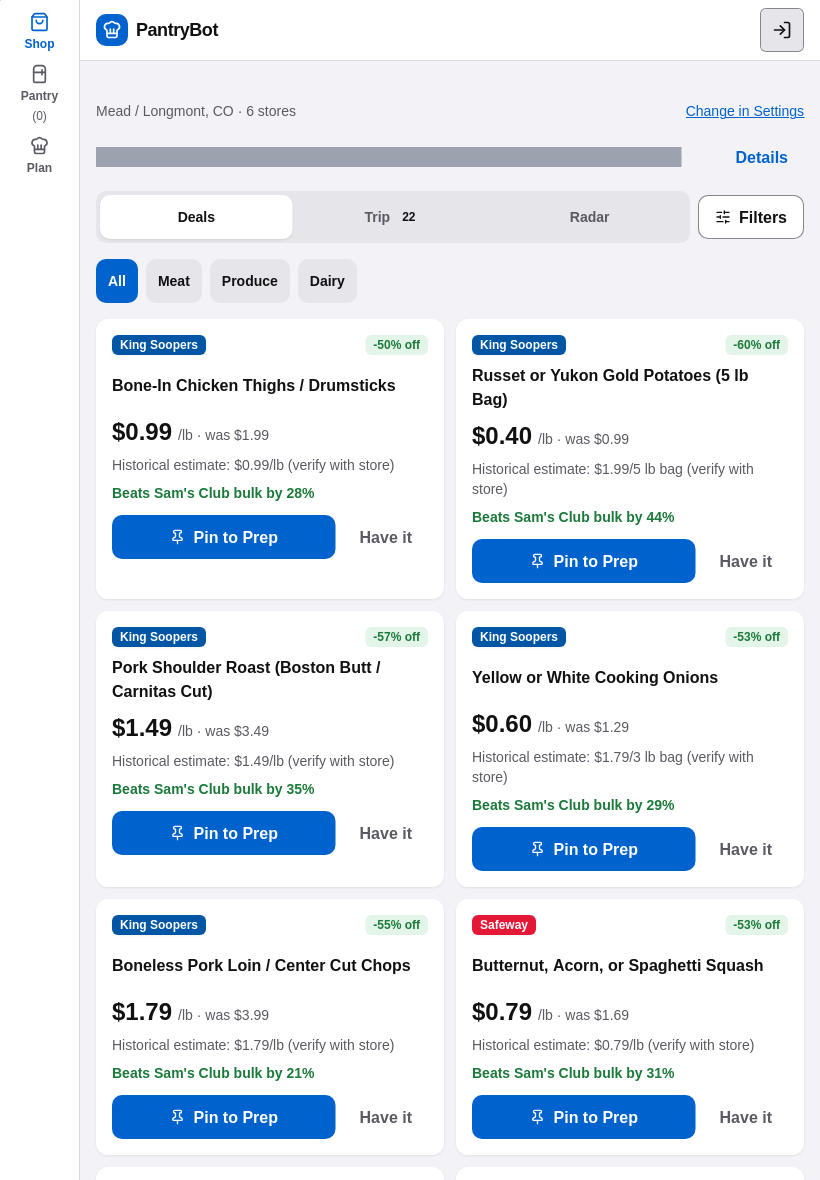 Shop
Pantry
(0)
Plan
PantryBot
Mead / Longmont, CO · 6 stores
Change in Settings
Details
Deals
Trip 22
Radar
Filters
All
Meat
Produce
Dairy
King Soopers
-50% off
Bone-In Chicken Thighs / Drumsticks
$0.99 /lb · was $1.99
Historical estimate: $0.99/lb (verify with store)
Beats Sam's Club bulk by 28%
Pin to Prep
Have it
King Soopers
-60% off
Russet or Yukon Gold Potatoes (5 lb
Bag)
$0.40 /lb · was $0.99
Historical estimate: $1.99/5 lb bag (verify with
store)
Beats Sam's Club bulk by 44%
Pin to Prep
Have it
King Soopers
-57% off
Pork Shoulder Roast (Boston Butt /
Carnitas Cut)
$1.49 /lb · was $3.49
Historical estimate: $1.49/lb (verify with store)
Beats Sam's Club bulk by 35%
Pin to Prep
Have it
King Soopers
-53% off
Yellow or White Cooking Onions
$0.60 /lb · was $1.29
Historical estimate: $1.79/3 lb bag (verify with
store)
Beats Sam's Club bulk by 29%
Pin to Prep
Have it
King Soopers
-55% off
Boneless Pork Loin / Center Cut Chops
$1.79 /lb · was $3.99
Historical estimate: $1.79/lb (verify with store)
Beats Sam's Club bulk by 21%
Pin to Prep
Have it
Safeway
-53% off
Butternut, Acorn, or Spaghetti Squash
$0.79 /lb · was $1.69
Historical estimate: $0.79/lb (verify with store)
Beats Sam's Club bulk by 31%
Pin to Prep
Have it